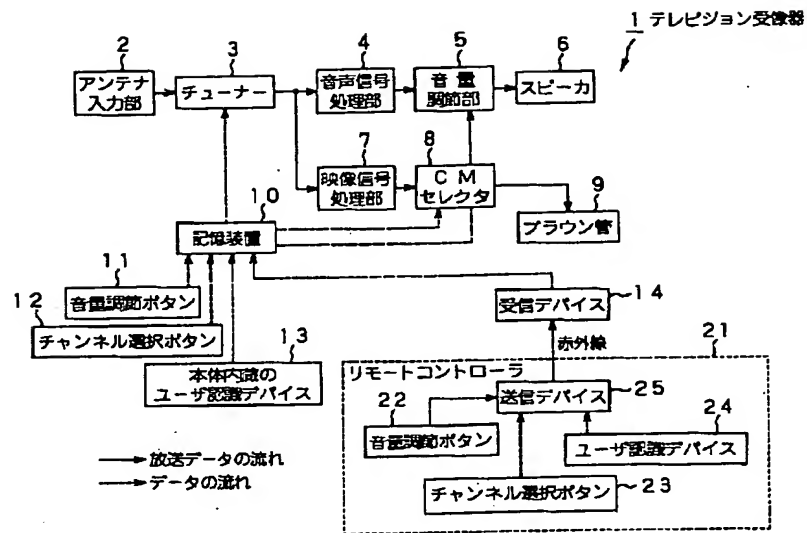 1 テレビジョン受像器
2
アンテナ
入力部
3
チューナー
4
音声信号
処理部
5
音量
調節部
6
スピーカ
7
映像信号
処理部
8
CM
セレクタ
9
ブラウン管
10
記憶装置
11
音量調節ボタン
12
チャンネル選択ボタン
13
本体内蔵の
ユーザ認識デバイス
受信デバイス
14
赤外線
21
リモートコントローラ
送信デバイス
25
22
音量調節ボタン
24
ユーザ認識デバイス
チャンネル選択ボタン
23
放送データの流れ
データの流れ